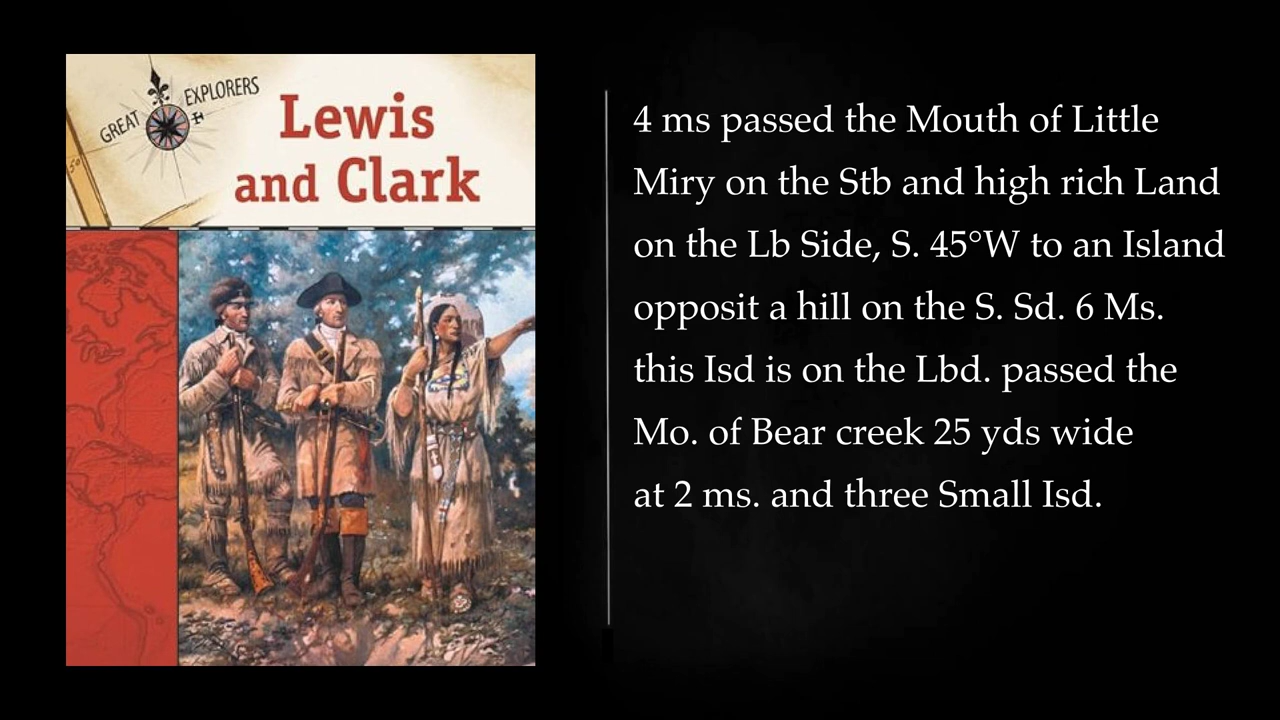 GREAT EXPLORERS
Lewis
and Clark
50
4 ms passed the Mouth of Little
Miry on the Stb and high rich Land
on the Lb Side, S. 45°W to an Island
opposit a hill on the S. Sd. 6 Ms.
this Isd is on the Lbd. passed the
Mo. of Bear creek 25 yds wide
at 2 ms. and three Small Isd.